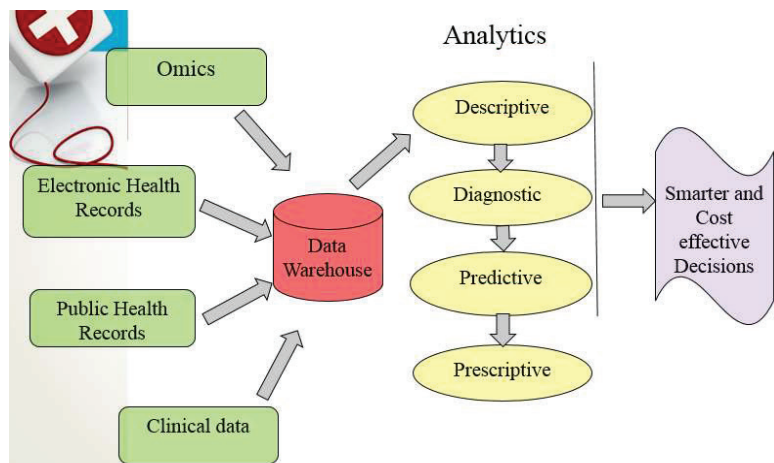 Analytics
Omics
Electronic Health
Records
Public Health
Records
Clinical data
Data
Warehouse
Descriptive
Diagnostic
Predictive
Prescriptive
Smarter and
Cost
effective
Decisions